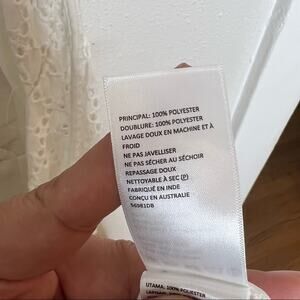 PRINCIPAL: 100% POLYESTER
DOUBLURE: 100% POLYESTER
LAVAGE DOUX EN MACHINE ET À
FROID
NE PAS JAVELLISER
NE PAS SÉCHER AU SÉCHOIR
REPASSAGE DOUX
NETTOYABLE À SEC (P)
FABRIQUÉ EN INDE
CONÇU EN AUSTRALIE
56981DB
UTAMA: 100% POLYESTER